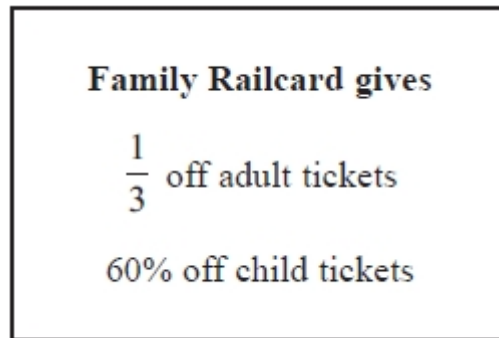 Family Railcard gives
1/3 off adult tickets
60% off child tickets